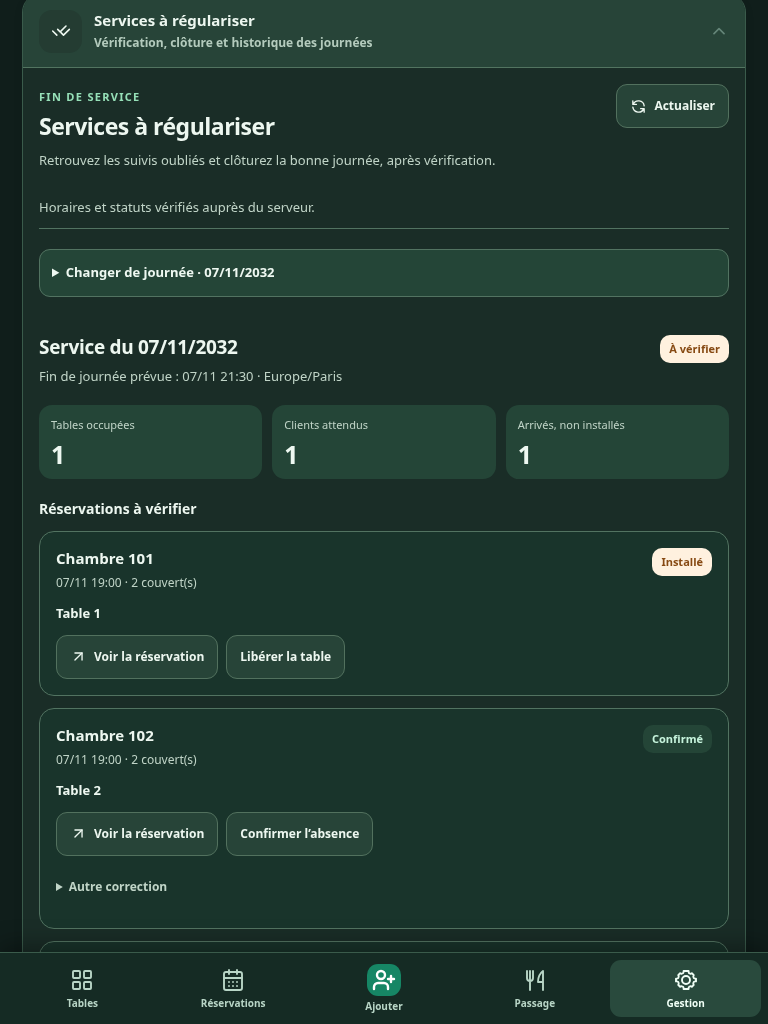 Services à régulariser
Vérification, clôture et historique des journées
FIN DE SERVICE
Services à régulariser
Actualiser
Retrouvez les suivis oubliés et clôturez la bonne journée, après vérification.
Horaires et statuts vérifiés auprès du serveur.
Changer de journée · 07/11/2032
Service du 07/11/2032
À vérifier
Fin de journée prévue : 07/11 21:30 · Europe/Paris
Tables occupées
1
Clients attendus
1
Arrivés, non installés
1
Réservations à vérifier
Chambre 101
Installé
07/11 19:00 · 2 couvert(s)
Table 1
Voir la réservation
Libérer la table
Chambre 102
Confirmé
07/11 19:00 · 2 couvert(s)
Table 2
Voir la réservation
Confirmer l’absence
Autre correction
Tables
Réservations
Ajouter
Passage
Gestion